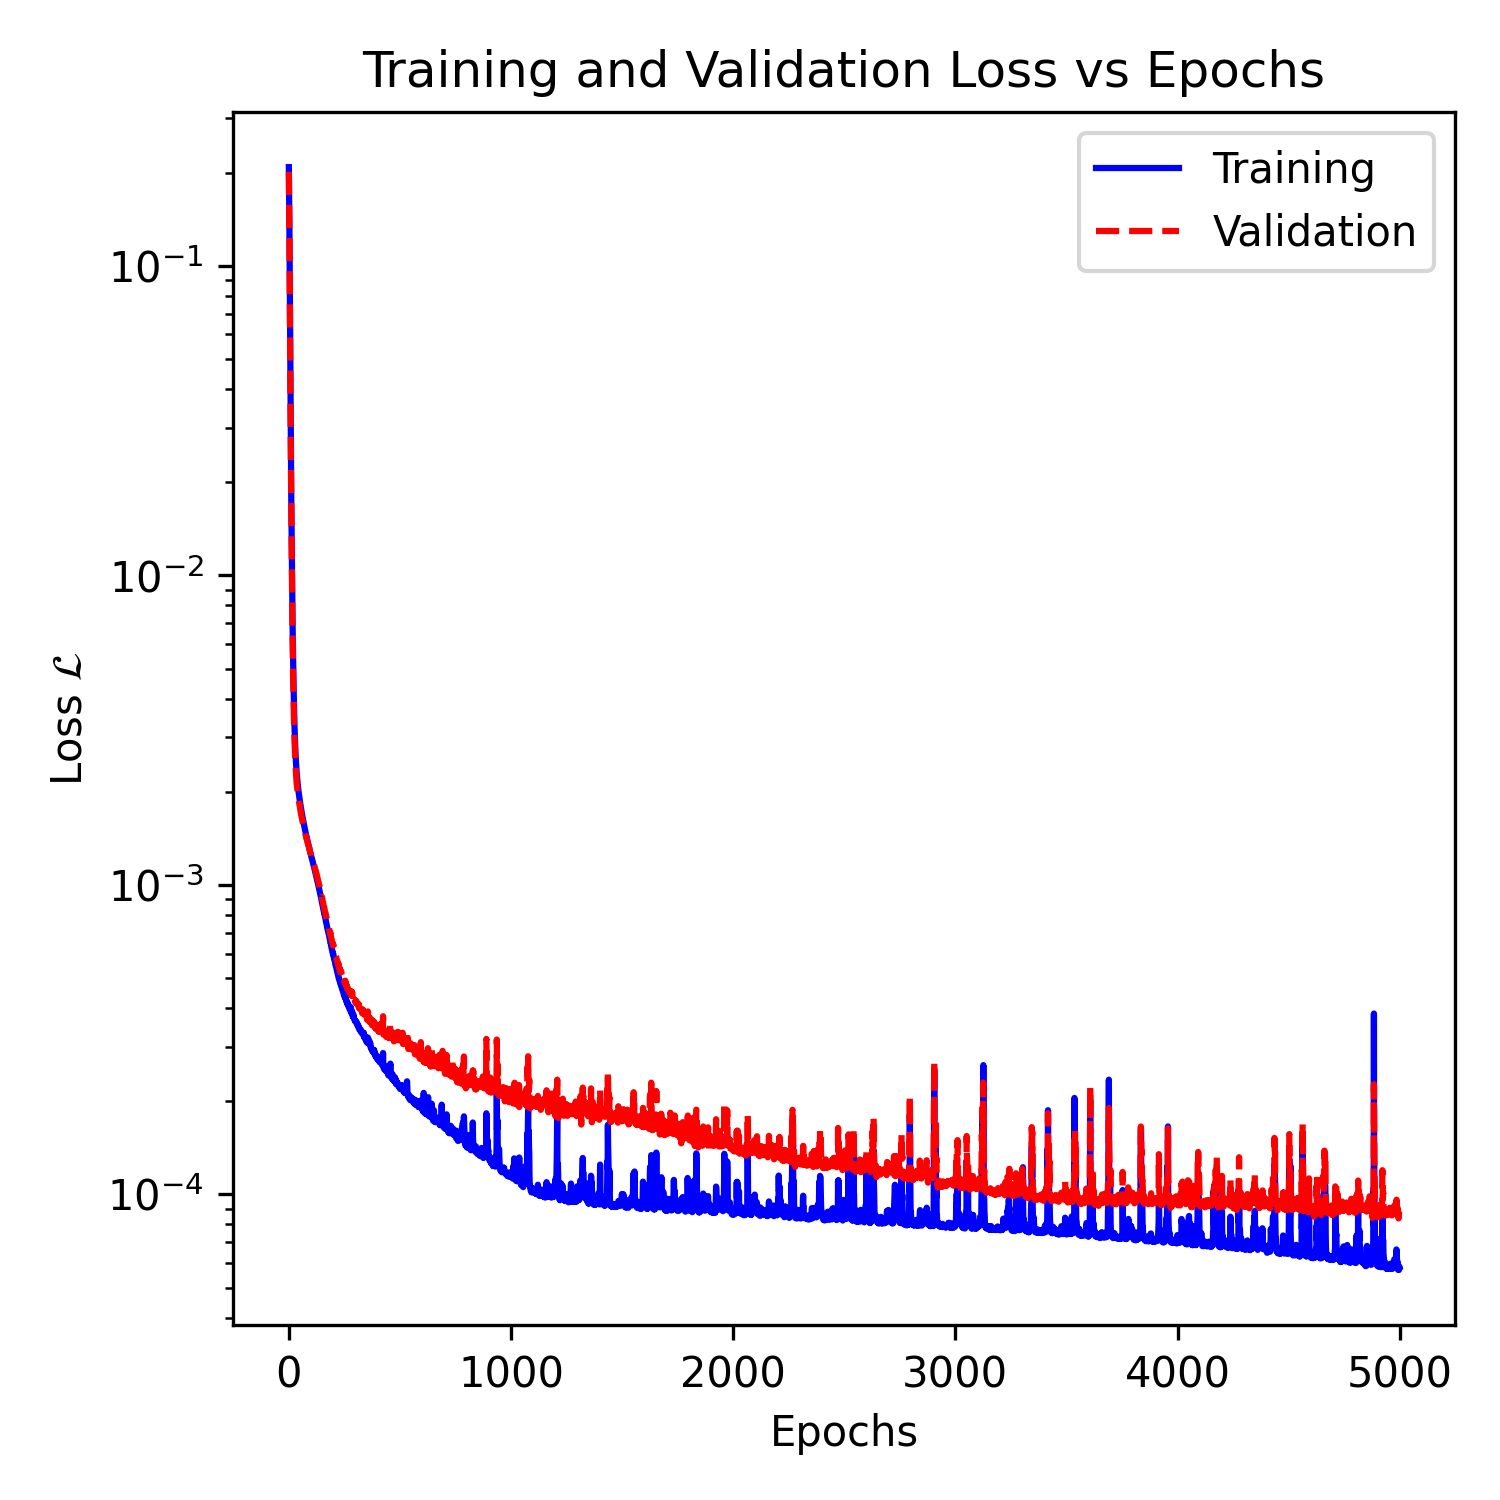 Training and Validation Loss vs Epochs
Training
Validation
10⁻¹
10⁻²
10⁻³
10⁻⁴
Loss ℒ
0 1000 2000 3000 4000 5000
Epochs